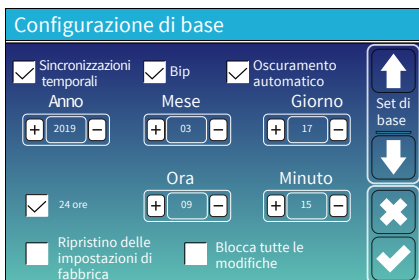 Configurazione di base
Sincronizzazioni
temporali
Bip
Oscuramento
automatico
Anno
Mese
Giorno
Set di
base
+ 2019 −
+ 03 −
+ 17 −
Ora
Minuto
24 ore
+ 09 −
+ 15 −
Ripristino delle
impostazioni di
fabbrica
Blocca tutte le
modifiche